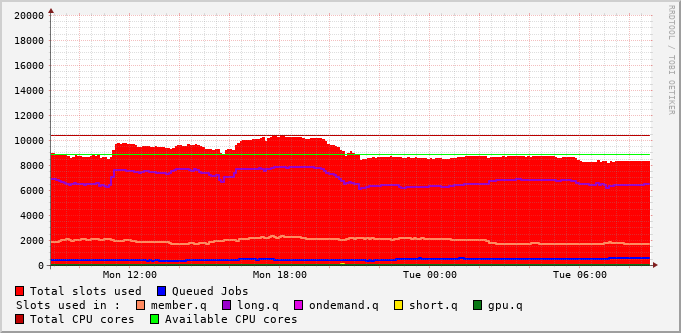 RRDTOOL / TOBI OETIKER
20000
18000
16000
14000
12000
10000
8000
6000
4000
2000
0
Mon 12:00 Mon 18:00 Tue 00:00 Tue 06:00
Total slots used Queued Jobs
Slots used in : member.q long.q ondemand.q short.q gpu.q
Total CPU cores Available CPU cores